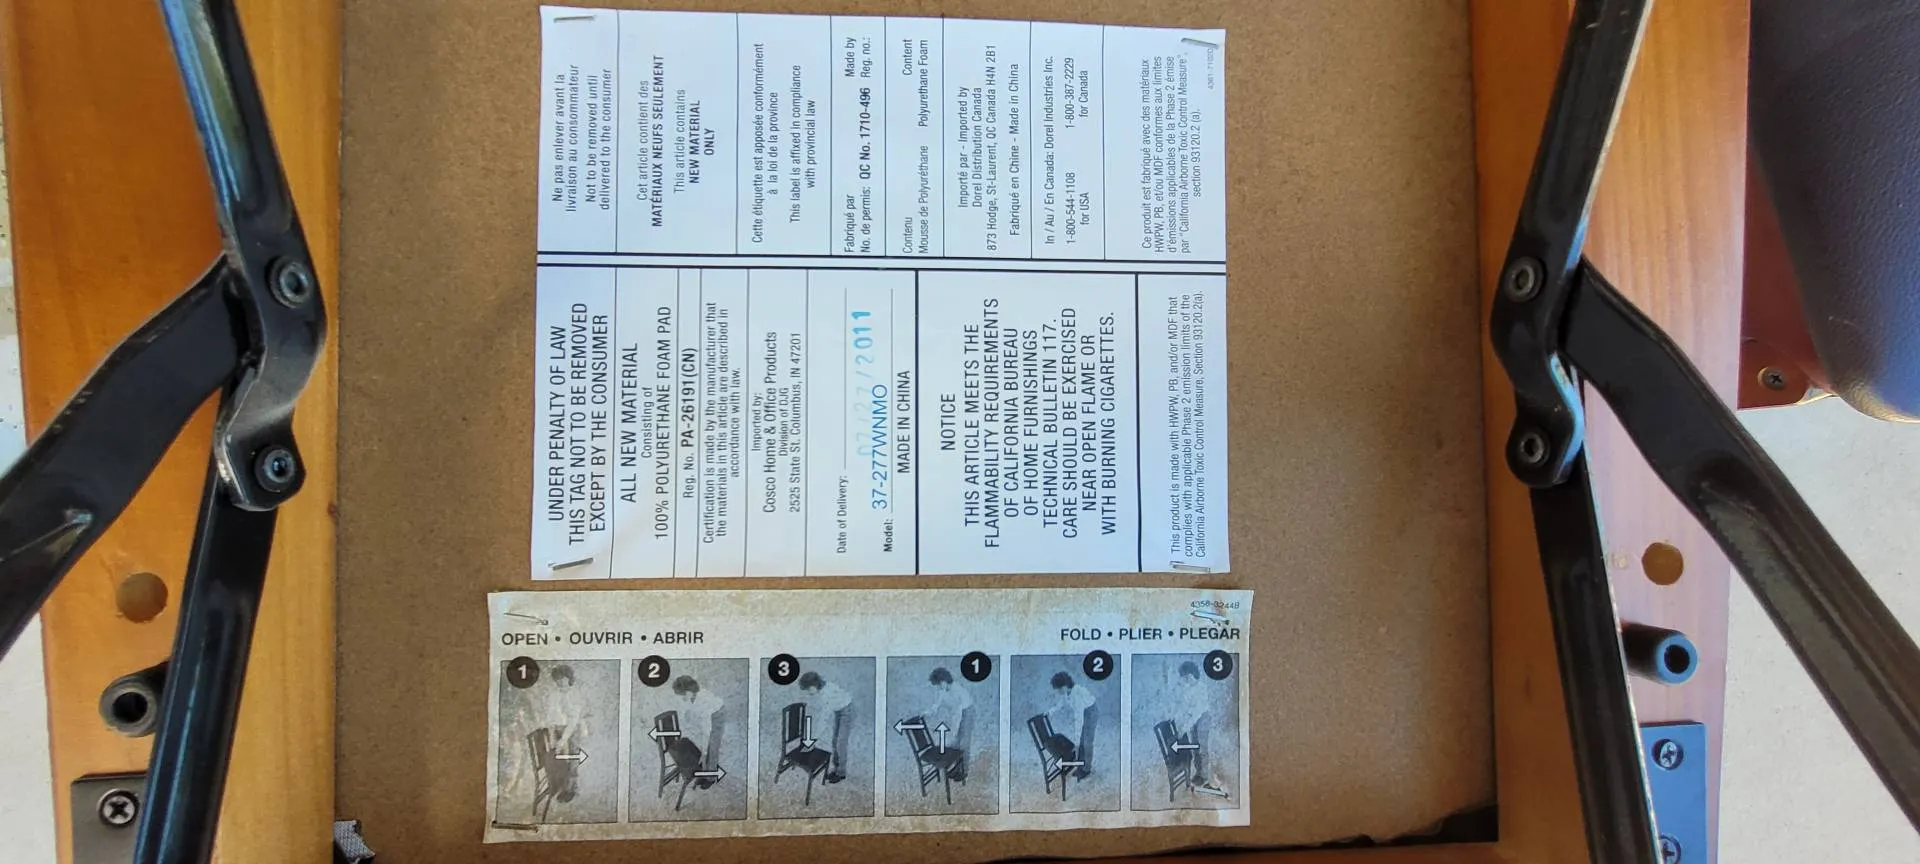 UNDER PENALTY OF LAW
THIS TAG NOT TO BE REMOVED
EXCEPT BY THE CONSUMER
ALL NEW MATERIAL
Consisting of
100% POLYURETHANE FOAM PAD
Reg. No. PA-26191(CN)
Certification is made by the manufacturer that
the materials in this article are described in
accordance with law.
Imported by:
Cosco Home & Office Products
Division of DJG
2525 State St. Columbus, IN 47201
Date of Delivery: 07/27/2011
Model: 37-277WNMO
MADE IN CHINA
NOTICE
THIS ARTICLE MEETS THE
FLAMMABILITY REQUIREMENTS
OF CALIFORNIA BUREAU
OF HOME FURNISHINGS
TECHNICAL BULLETIN 117.
CARE SHOULD BE EXERCISED
NEAR OPEN FLAME OR
WITH BURNING CIGARETTES.
This product is made with HWPW, PB, and/or MDF that
complies with applicable Phase 2 emission limits of the
California Airborne Toxic Control Measure, Section 93120.2(a).
Ne pas enlever avant la
livraison au consommateur
Not to be removed until
delivered to the consumer
Cet article contient des
MATÉRIAUX NEUFS SEULEMENT
This article contains
NEW MATERIAL
ONLY
Cette étiquette est apposée conformément
à la loi de la province
This label is affixed in compliance
with provincial law
Fabriqué par Made by
No. de permis: QC No. 1710-496 Reg. no.:
Contenu Content
Mousse de Polyuréthane Polyurethane Foam
Importé par - Imported by
Dorel Distribution Canada
873 Hodge, St-Laurent, QC Canada H4N 2B1
Fabriqué en Chine - Made in China
In / Au / En Canada: Dorel Industries Inc.
1-800-544-1108 1-800-387-2229
for USA for Canada
Ce produit est fabriqué avec des matériaux
HWPW, PB, et/ou MDF conformes aux limites
d'émissions applicables de la Phase 2 émise
par "California Airborne Toxic Control Measure",
section 93120.2 (a).
4358-3244B
OPEN • OUVRIR • ABRIR FOLD • PLIER • PLEGAR
1 2 3 1 2 3